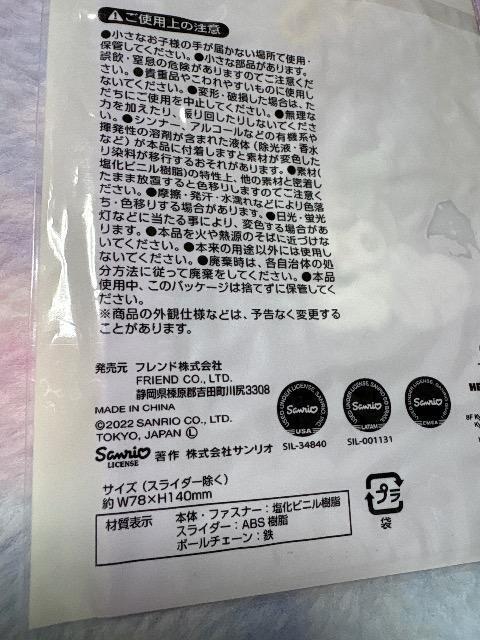 ⚠ご使用上の注意
●小さなお子様の手が届かない場所で使用・
保管してください。●小さな部品があります。
誤飲・窒息の危険がありますのでご注意くだ
さい。●貴重品やこわれやすいものに使用し
ないでください。●変形・破損した場合は、た
だちにご使用を中止してください。●無理な
力を加えたり、振り回したりしないでくださ
い。●シンナー、アルコールなどの有機系や
揮発性の溶剤が含まれた液体(除光液・香水
など)が本品に付着しますと素材が変色した
り染料が移行するおそれがあります。●素材(
塩化ビニル樹脂)の特性上、他の素材と密着し
たまま放置すると色移りしますのでご注意く
ださい。●摩擦・発汗・水濡れなどにより色落
ち・色移りする場合があります。●日光・蛍光
灯などに当たる事により、変色する場合があ
ります。●本品を火や熱源のそばに近づけな
いでください。●本来の用途以外には使用し
ないでください。●廃棄時は、各自治体の処
分方法に従って廃棄をしてください。●本品
使用中、このパッケージは捨てずに保管してく
ださい。
※商品の外観仕様などは、予告なく変更する
ことがあります。
発売元 フレンド株式会社
FRIEND CO., LTD.
静岡県榛原郡吉田町川尻3308
MADE IN CHINA
©2022 SANRIO CO., LTD.
TOKYO, JAPAN Ⓛ
Sanrio 著作 株式会社サンリオ
LICENSE
USED UNDER LICENSE
Sanrio
USA
SIL-34840
Sanrio
LATAM
SIL-001131
Sanrio
EMEA
サイズ(スライダー除く)
約W78×H140mm
材質表示 本体・ファスナー:塩化ビニル樹脂
スライダー:ABS樹脂
ボールチェーン:鉄
プラ
袋